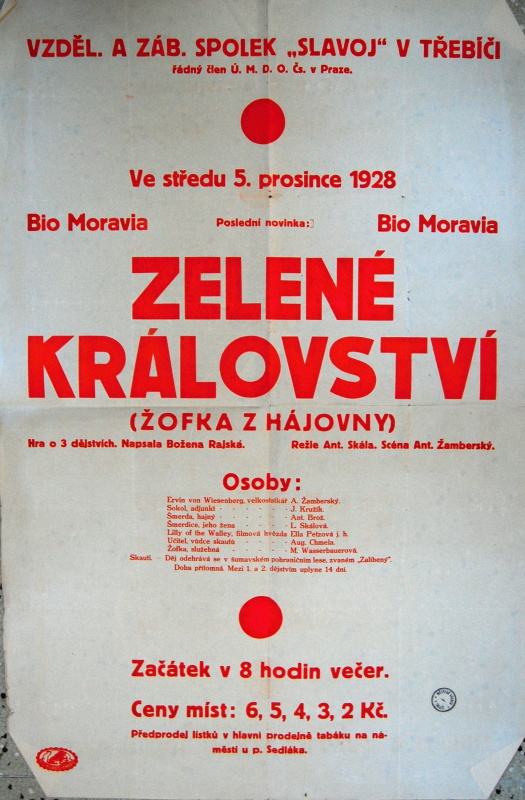 VZDĚL. A ZÁB. SPOLEK „SLAVOJ“ V TŘEBÍČI
řádný člen Ú. M. D. O. Čs. v Praze.
Ve středu 5. prosince 1928
Bio Moravia Poslední novinka: Bio Moravia
ZELENÉ
KRÁLOVSTVÍ
(ŽOFKA Z HÁJOVNY)
Hra o 3 dějstvích. Napsala Božena Rajská. Režie Ant. Skála. Scéna Ant. Žamberský.
Osoby:
Ervín von Wiesenberg, velkostatkář A. Žamberský.
Sokol, adjunkt - - - - - J. Kružík.
Šmerda, hajný - - - - - Ant. Brož.
Šmerdice, jeho žena - - - - L. Skálová.
Lilly of the Walley, filmová hvězda Ella Petzová j. h.
Učitel, vůdce skautů - - - - Aug. Chmela.
Žofka, služebná - - - - - M. Wasserbauerová.
Skauti. - Děj odehrává se v šumavském pohraničním lese, zvaném „Zalíbený“.
Doba přítomná. Mezi 1. a 2. dějstvím uplyne 14 dní.
Začátek v 8 hodin večer.
Ceny míst: 6, 5, 4, 3, 2 Kč.
Předprodej lístků v hlavní prodejně tabáku na ná-
městí u p. Sedláka.